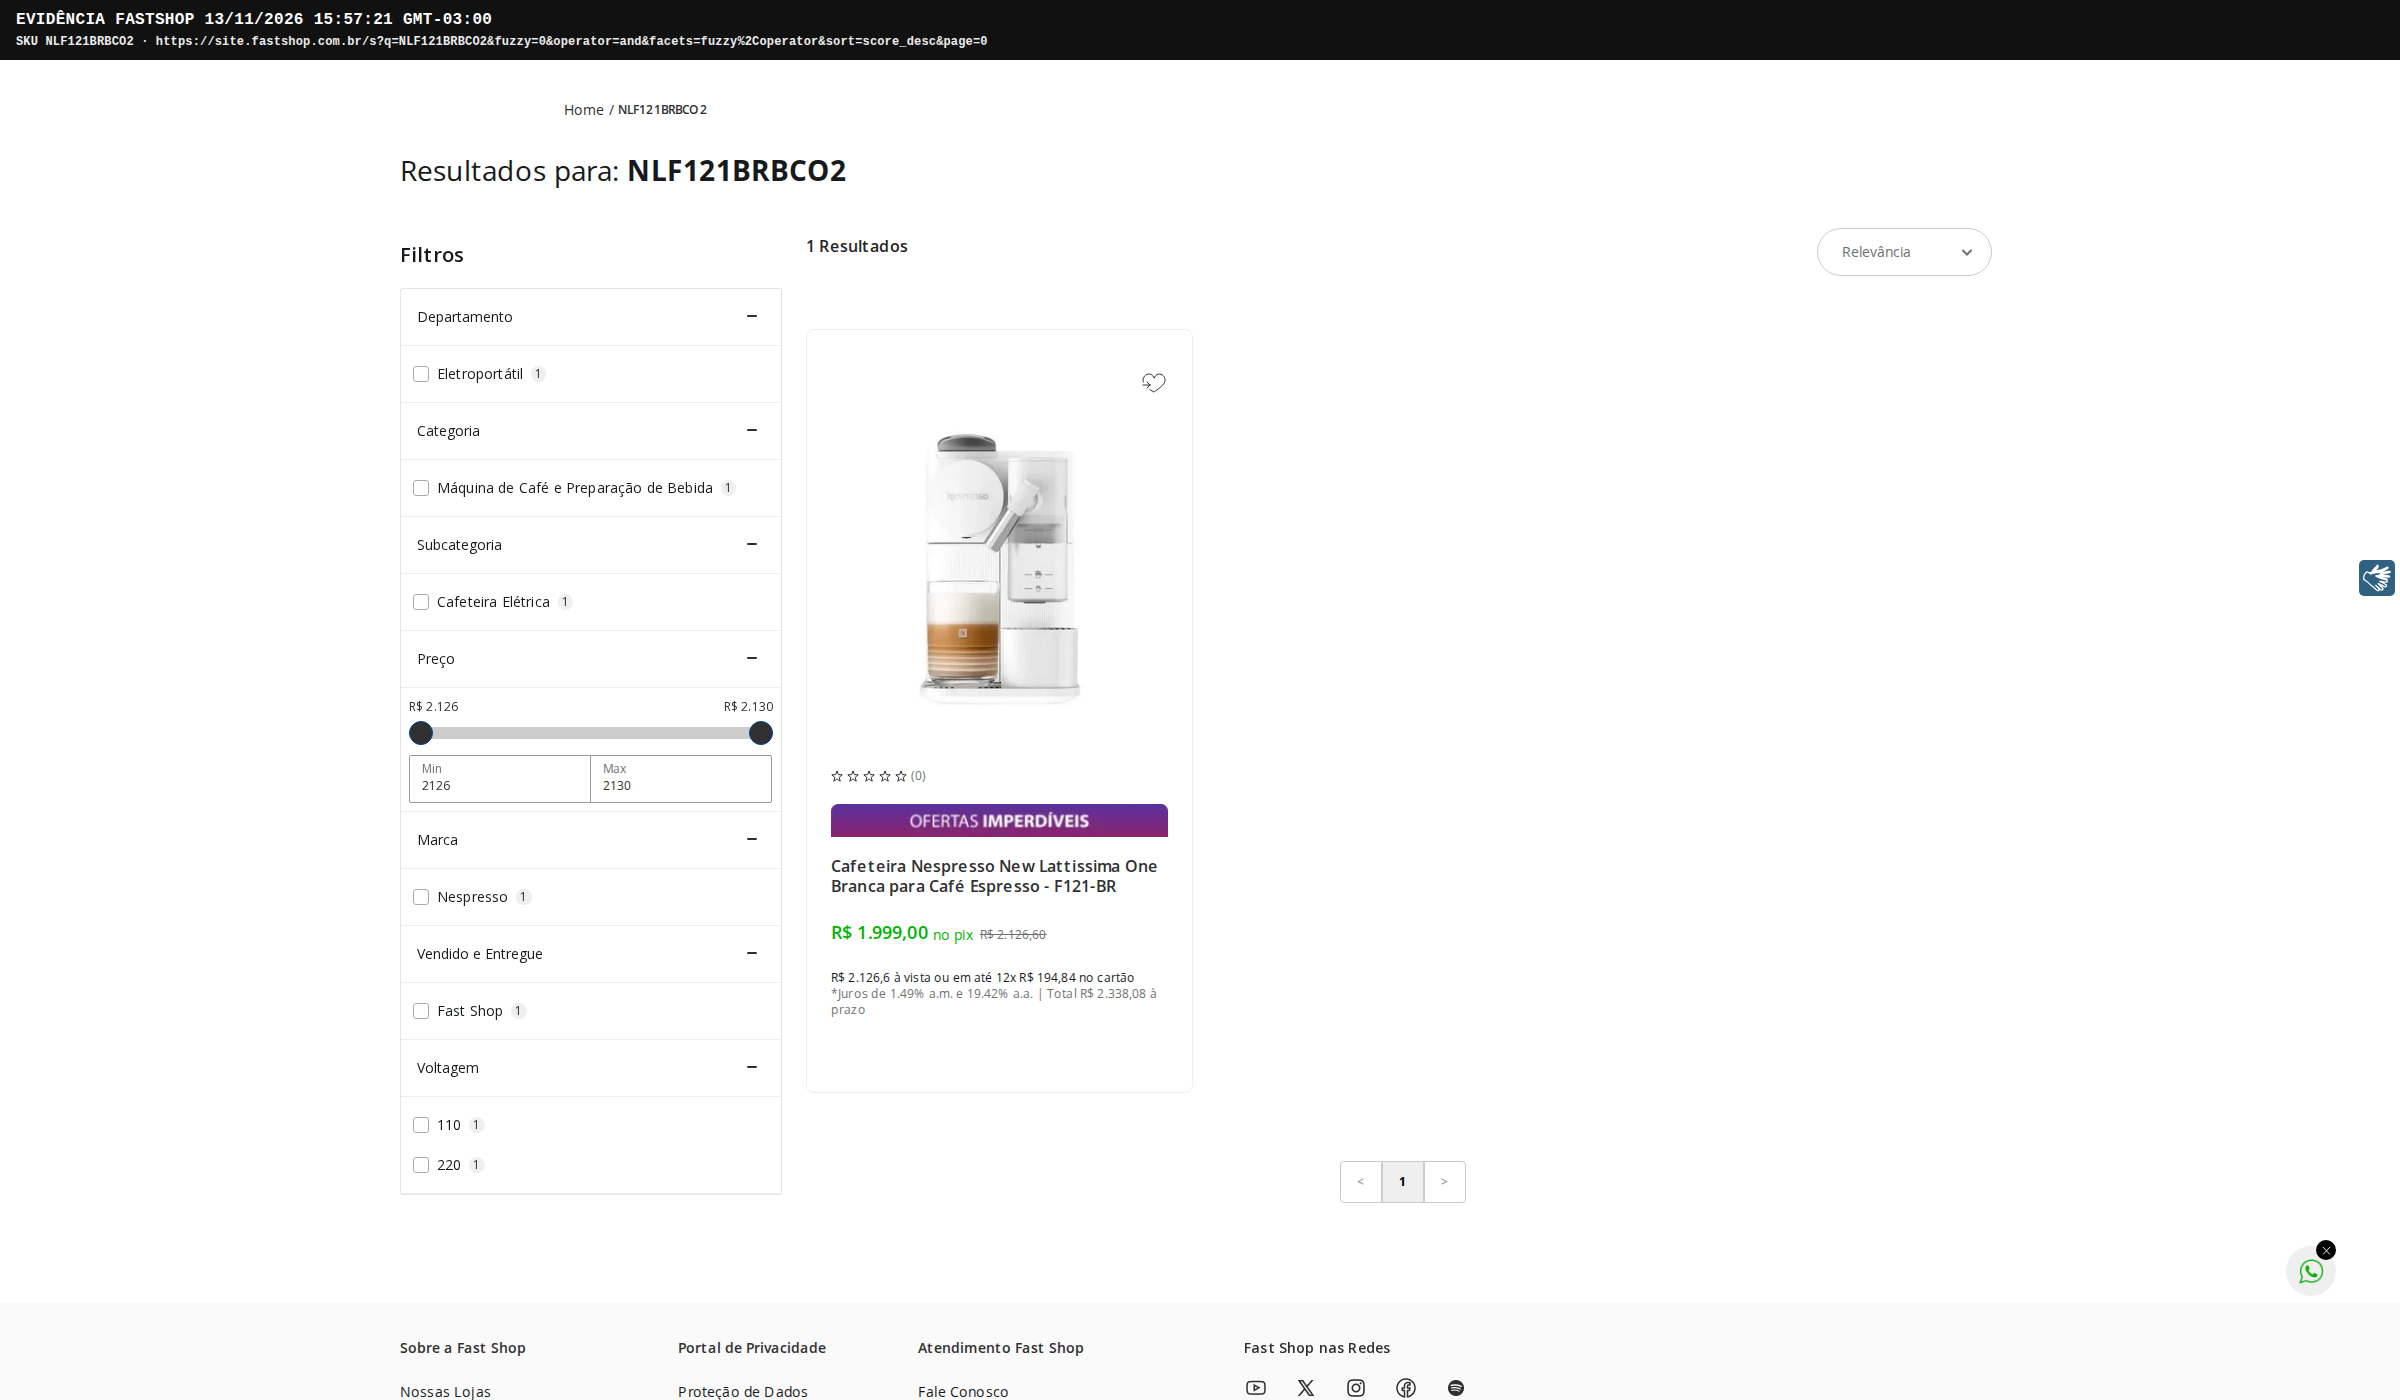 EVIDÊNCIA FASTSHOP 13/11/2026 15:57:21 GMT-03:00
SKU NLF121BRBCO2 · https://site.fastshop.com.br/s?q=NLF121BRBCO2&fuzzy=0&operator=and&facets=fuzzy%2Coperator&sort=score_desc&page=0
Home / NLF121BRBCO2
Resultados para: NLF121BRBCO2
Filtros
Departamento
Eletroportátil 1
Categoria
Máquina de Café e Preparação de Bebida 1
Subcategoria
Cafeteira Elétrica 1
Preço
R$ 2.126 R$ 2.130
Min Max
2126 2130
Marca
Nespresso 1
Vendido e Entregue
Fast Shop 1
Voltagem
110 1
220 1
1 Resultados
Relevância
NESPRESSO
(0)
OFERTAS IMPERDÍVEIS
Cafeteira Nespresso New Lattissima One
Branca para Café Espresso - F121-BR
R$ 1.999,00 no pix R$ 2.126,60
R$ 2.126,6 à vista ou em até 12x R$ 194,84 no cartão
*Juros de 1.49% a.m. e 19.42% a.a. | Total R$ 2.338,08 à
prazo
< 1 >
Sobre a Fast Shop
Nossas Lojas
Portal de Privacidade
Proteção de Dados
Atendimento Fast Shop
Fale Conosco
Fast Shop nas Redes